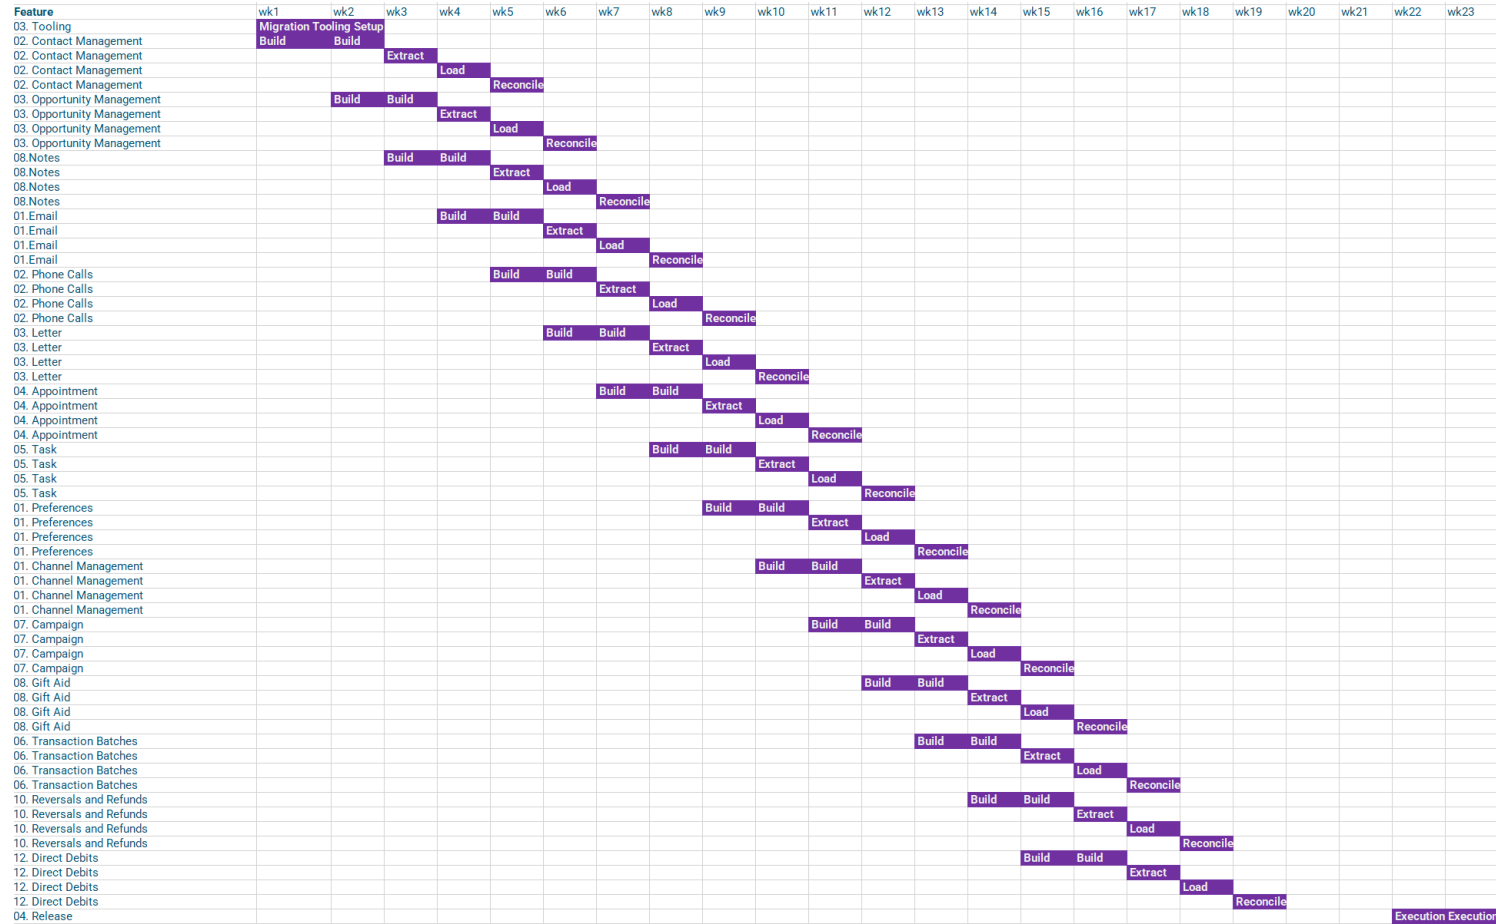 Feature wk1 wk2 wk3 wk4 wk5 wk6 wk7 wk8 wk9 wk10 wk11 wk12 wk13 wk14 wk15 wk16 wk17 wk18 wk19 wk20 wk21 wk22 wk23
03. Tooling Migration Tooling Setup
02. Contact Management Build Build
02. Contact Management Extract
02. Contact Management Load
02. Contact Management Reconcile
03. Opportunity Management Build Build
03. Opportunity Management Extract
03. Opportunity Management Load
03. Opportunity Management Reconcile
08.Notes Build Build
08.Notes Extract
08.Notes Load
08.Notes Reconcile
01.Email Build Build
01.Email Extract
01.Email Load
01.Email Reconcile
02. Phone Calls Build Build
02. Phone Calls Extract
02. Phone Calls Load
02. Phone Calls Reconcile
03. Letter Build Build
03. Letter Extract
03. Letter Load
03. Letter Reconcile
04. Appointment Build Build
04. Appointment Extract
04. Appointment Load
04. Appointment Reconcile
05. Task Build Build
05. Task Extract
05. Task Load
05. Task Reconcile
01. Preferences Build Build
01. Preferences Extract
01. Preferences Load
01. Preferences Reconcile
01. Channel Management Build Build
01. Channel Management Extract
01. Channel Management Load
01. Channel Management Reconcile
07. Campaign Build Build
07. Campaign Extract
07. Campaign Load
07. Campaign Reconcile
08. Gift Aid Build Build
08. Gift Aid Extract
08. Gift Aid Load
08. Gift Aid Reconcile
06. Transaction Batches Build Build
06. Transaction Batches Extract
06. Transaction Batches Load
06. Transaction Batches Reconcile
10. Reversals and Refunds Build Build
10. Reversals and Refunds Extract
10. Reversals and Refunds Load
10. Reversals and Refunds Reconcile
12. Direct Debits Build Build
12. Direct Debits Extract
12. Direct Debits Load
12. Direct Debits Reconcile
04. Release Execution Execution